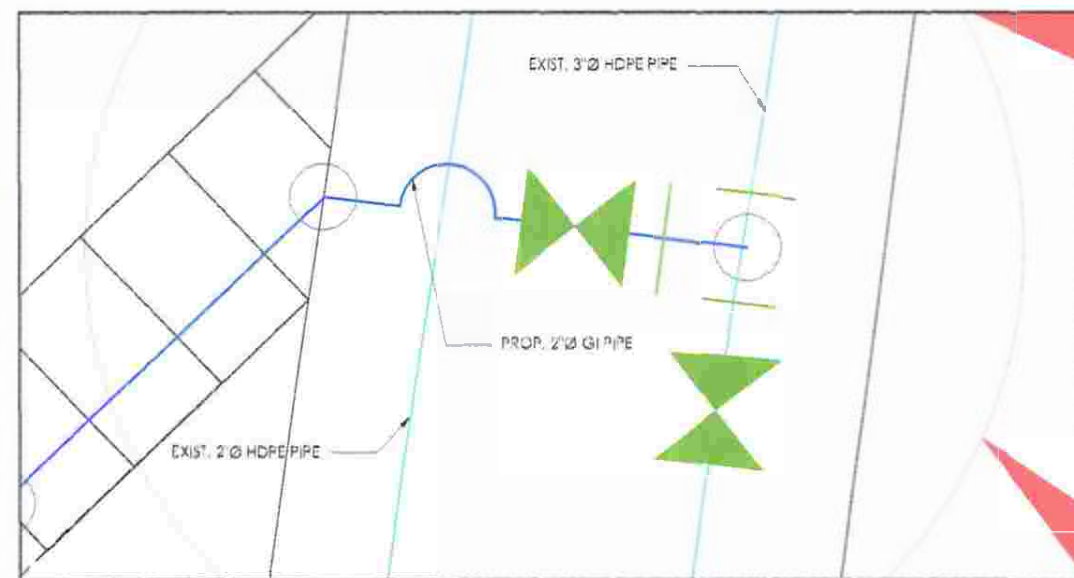 EXIST. 3"Ø HDPE PIPE
PROP. 2"Ø GI PIPE
EXIST. 2"Ø HDPE PIPE